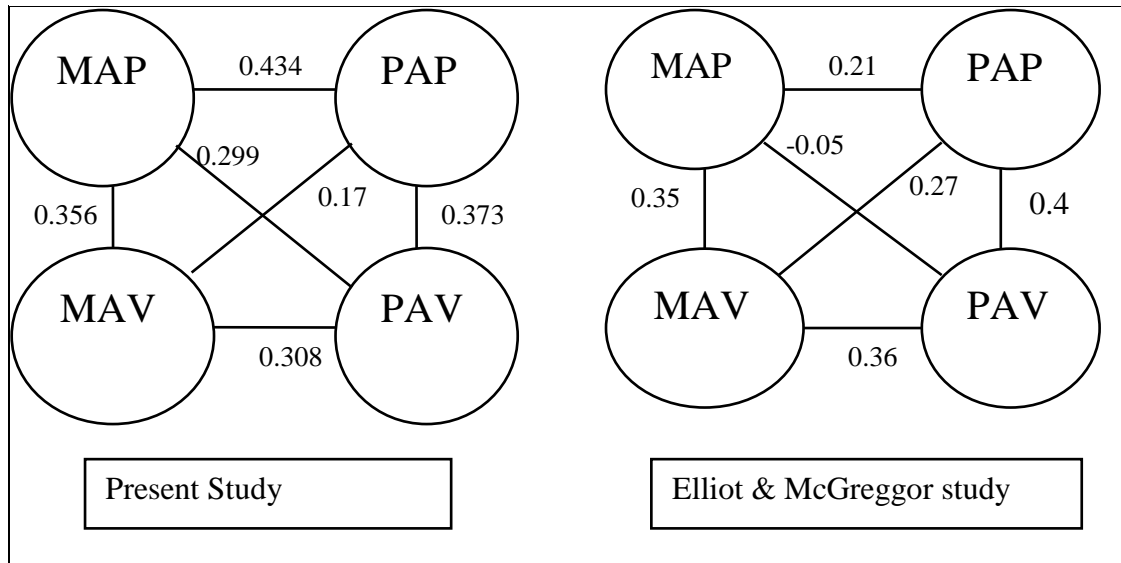 MAP 0.434 PAP
0.299
0.356 0.17 0.373
MAV PAV
0.308
Present Study
MAP 0.21 PAP
-0.05
0.35 0.27 0.4
MAV PAV
0.36
Elliot & McGreggor study